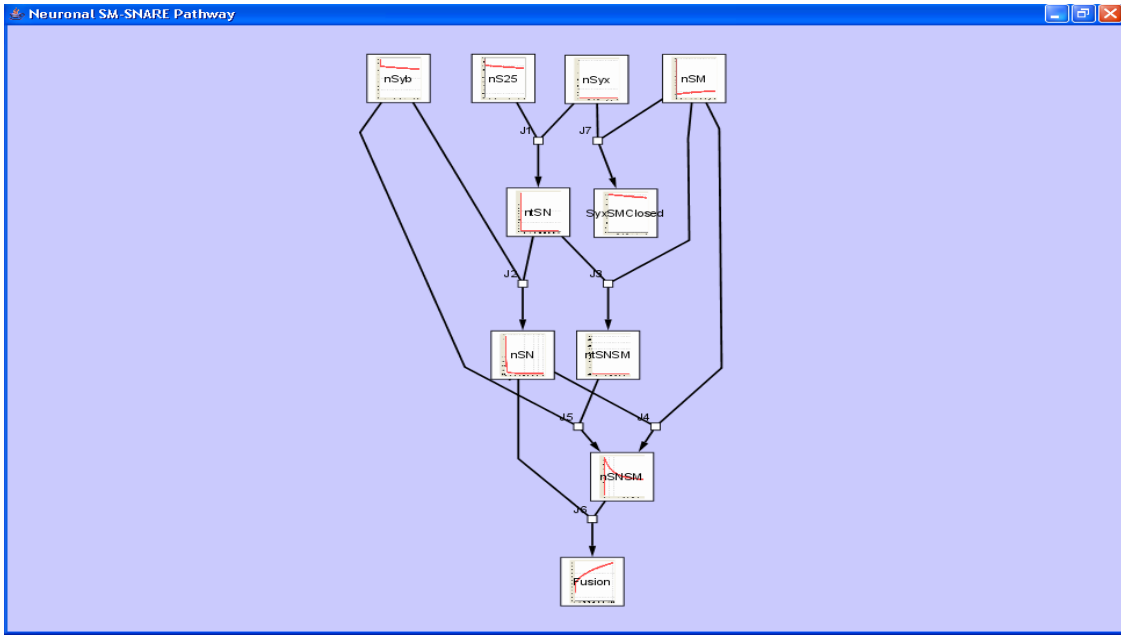 Neuronal SM-SNARE Pathway
nSyb
nS25
nSyx
nSM
J1
J7
ntSN
SyxSMClosed
J2
J3
nSN
ntSNSM
J5
J4
nSNSM
J6
Fusion